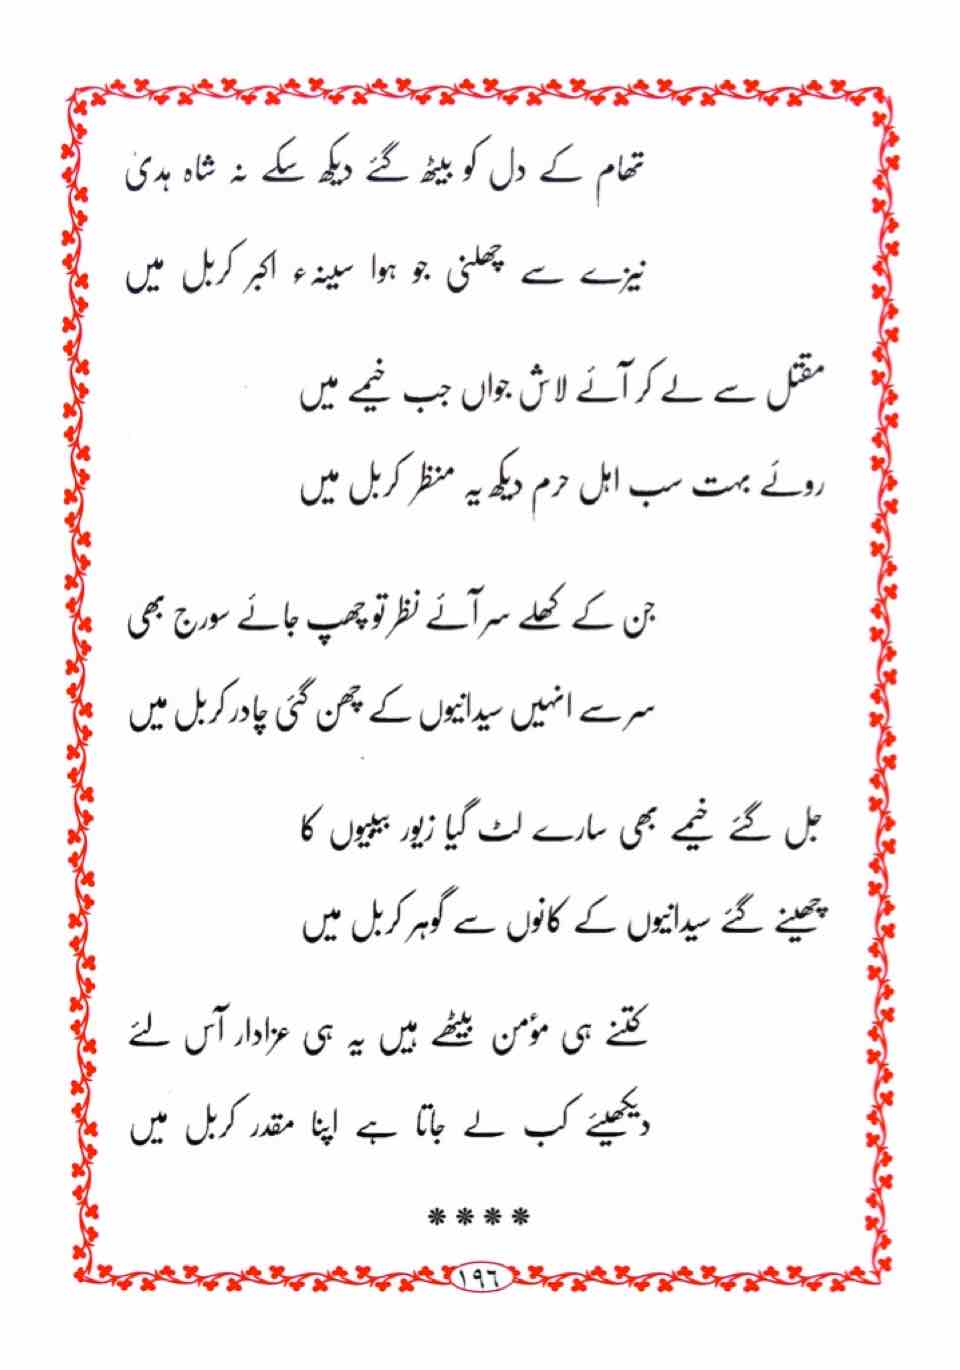 تھام کے دل کو بیٹھ گئے دیکھ سکے نہ شاہ ہدیٰ
نیزے سے چھلنی جو ہوا سینہء اکبر کربل میں
مقتل سے لے کر آئے لاش جواں جب خیمے میں
روئے بہت سب اہل حرم دیکھ یہ منظر کربل میں
جن کے کھلے سر آئے نظر تو چھپ جائے سورج بھی
سر سے انہیں سیدانیوں کے چھن گئی چادر کربل میں
جل گئے خیمے بھی سارے لٹ گیا زیور بیبیوں کا
چھینے گئے سیدانیوں کے کانوں سے گوہر کربل میں
کتنے ہی مؤمن بیٹھے ہیں یہ ہی عزادار آس لئے
دیکھیئے کب لے جاتا ہے اپنا مقدر کربل میں
****
١٩٦